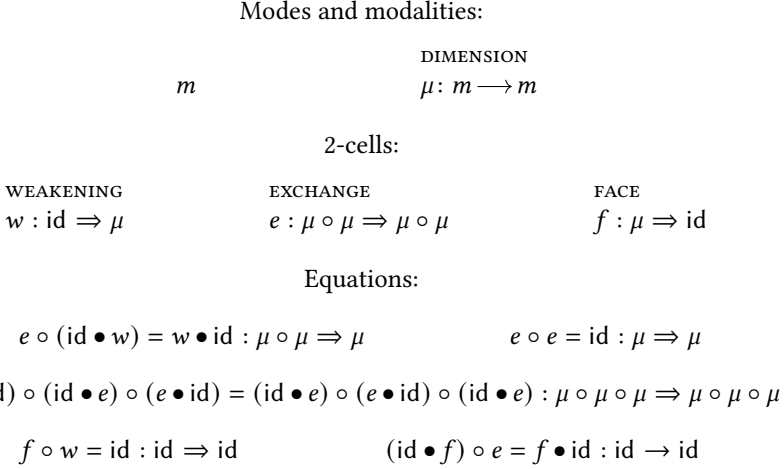 Modes and modalities:
DIMENSION
m μ: m ⟶ m
2-cells:
WEAKENING EXCHANGE FACE
w : id ⇒ μ e : μ ∘ μ ⇒ μ ∘ μ f : μ ⇒ id
Equations:
e ∘ (id • w) = w • id : μ ∘ μ ⇒ μ e ∘ e = id : μ ⇒ μ
) ∘ (id • e) ∘ (e • id) = (id • e) ∘ (e • id) ∘ (id • e) : μ ∘ μ ∘ μ ⇒ μ ∘ μ ∘ μ
f ∘ w = id : id ⇒ id (id • f) ∘ e = f • id : id → id